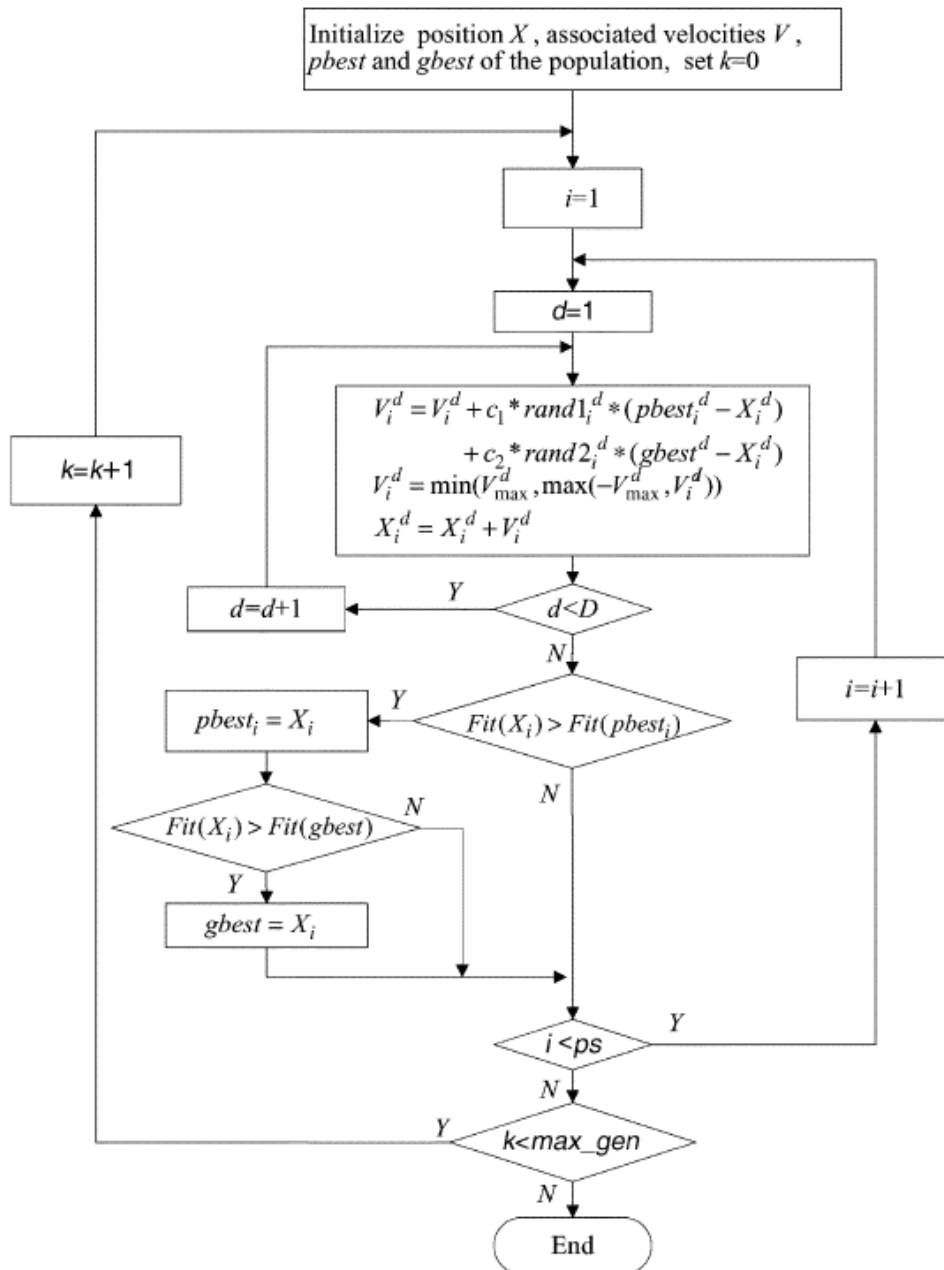 Initialize position X , associated velocities V ,
pbest and gbest of the population, set k=0
i=1
d=1
V_i^d = V_i^d + c_1 * rand1_i^d * (pbest_i^d − X_i^d)
+ c_2 * rand2_i^d * (gbest^d − X_i^d)
V_i^d = min(V_max^d, max(−V_max^d, V_i^d))
X_i^d = X_i^d + V_i^d
k=k+1
d<D
Y
d=d+1
N
i=i+1
Fit(X_i) > Fit(pbest_i)
Y
pbest_i = X_i
N
Fit(X_i) > Fit(gbest)
N
Y
gbest = X_i
i <ps
Y
N
k<max_gen
Y
N
End